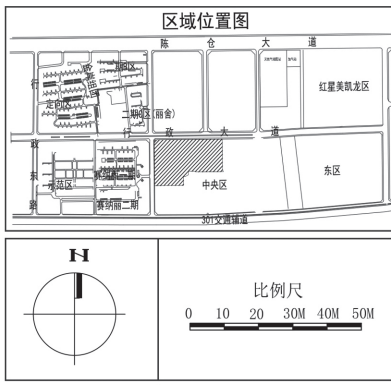 区域位置图
陈仓大道
行政东路
定向区
二期B区(丽舍)
红星美凯龙区
行政大道
示范区
赛纳丽二期
中央区
东区
301交通辅道
N
比例尺
0 10 20 30M 40M 50M